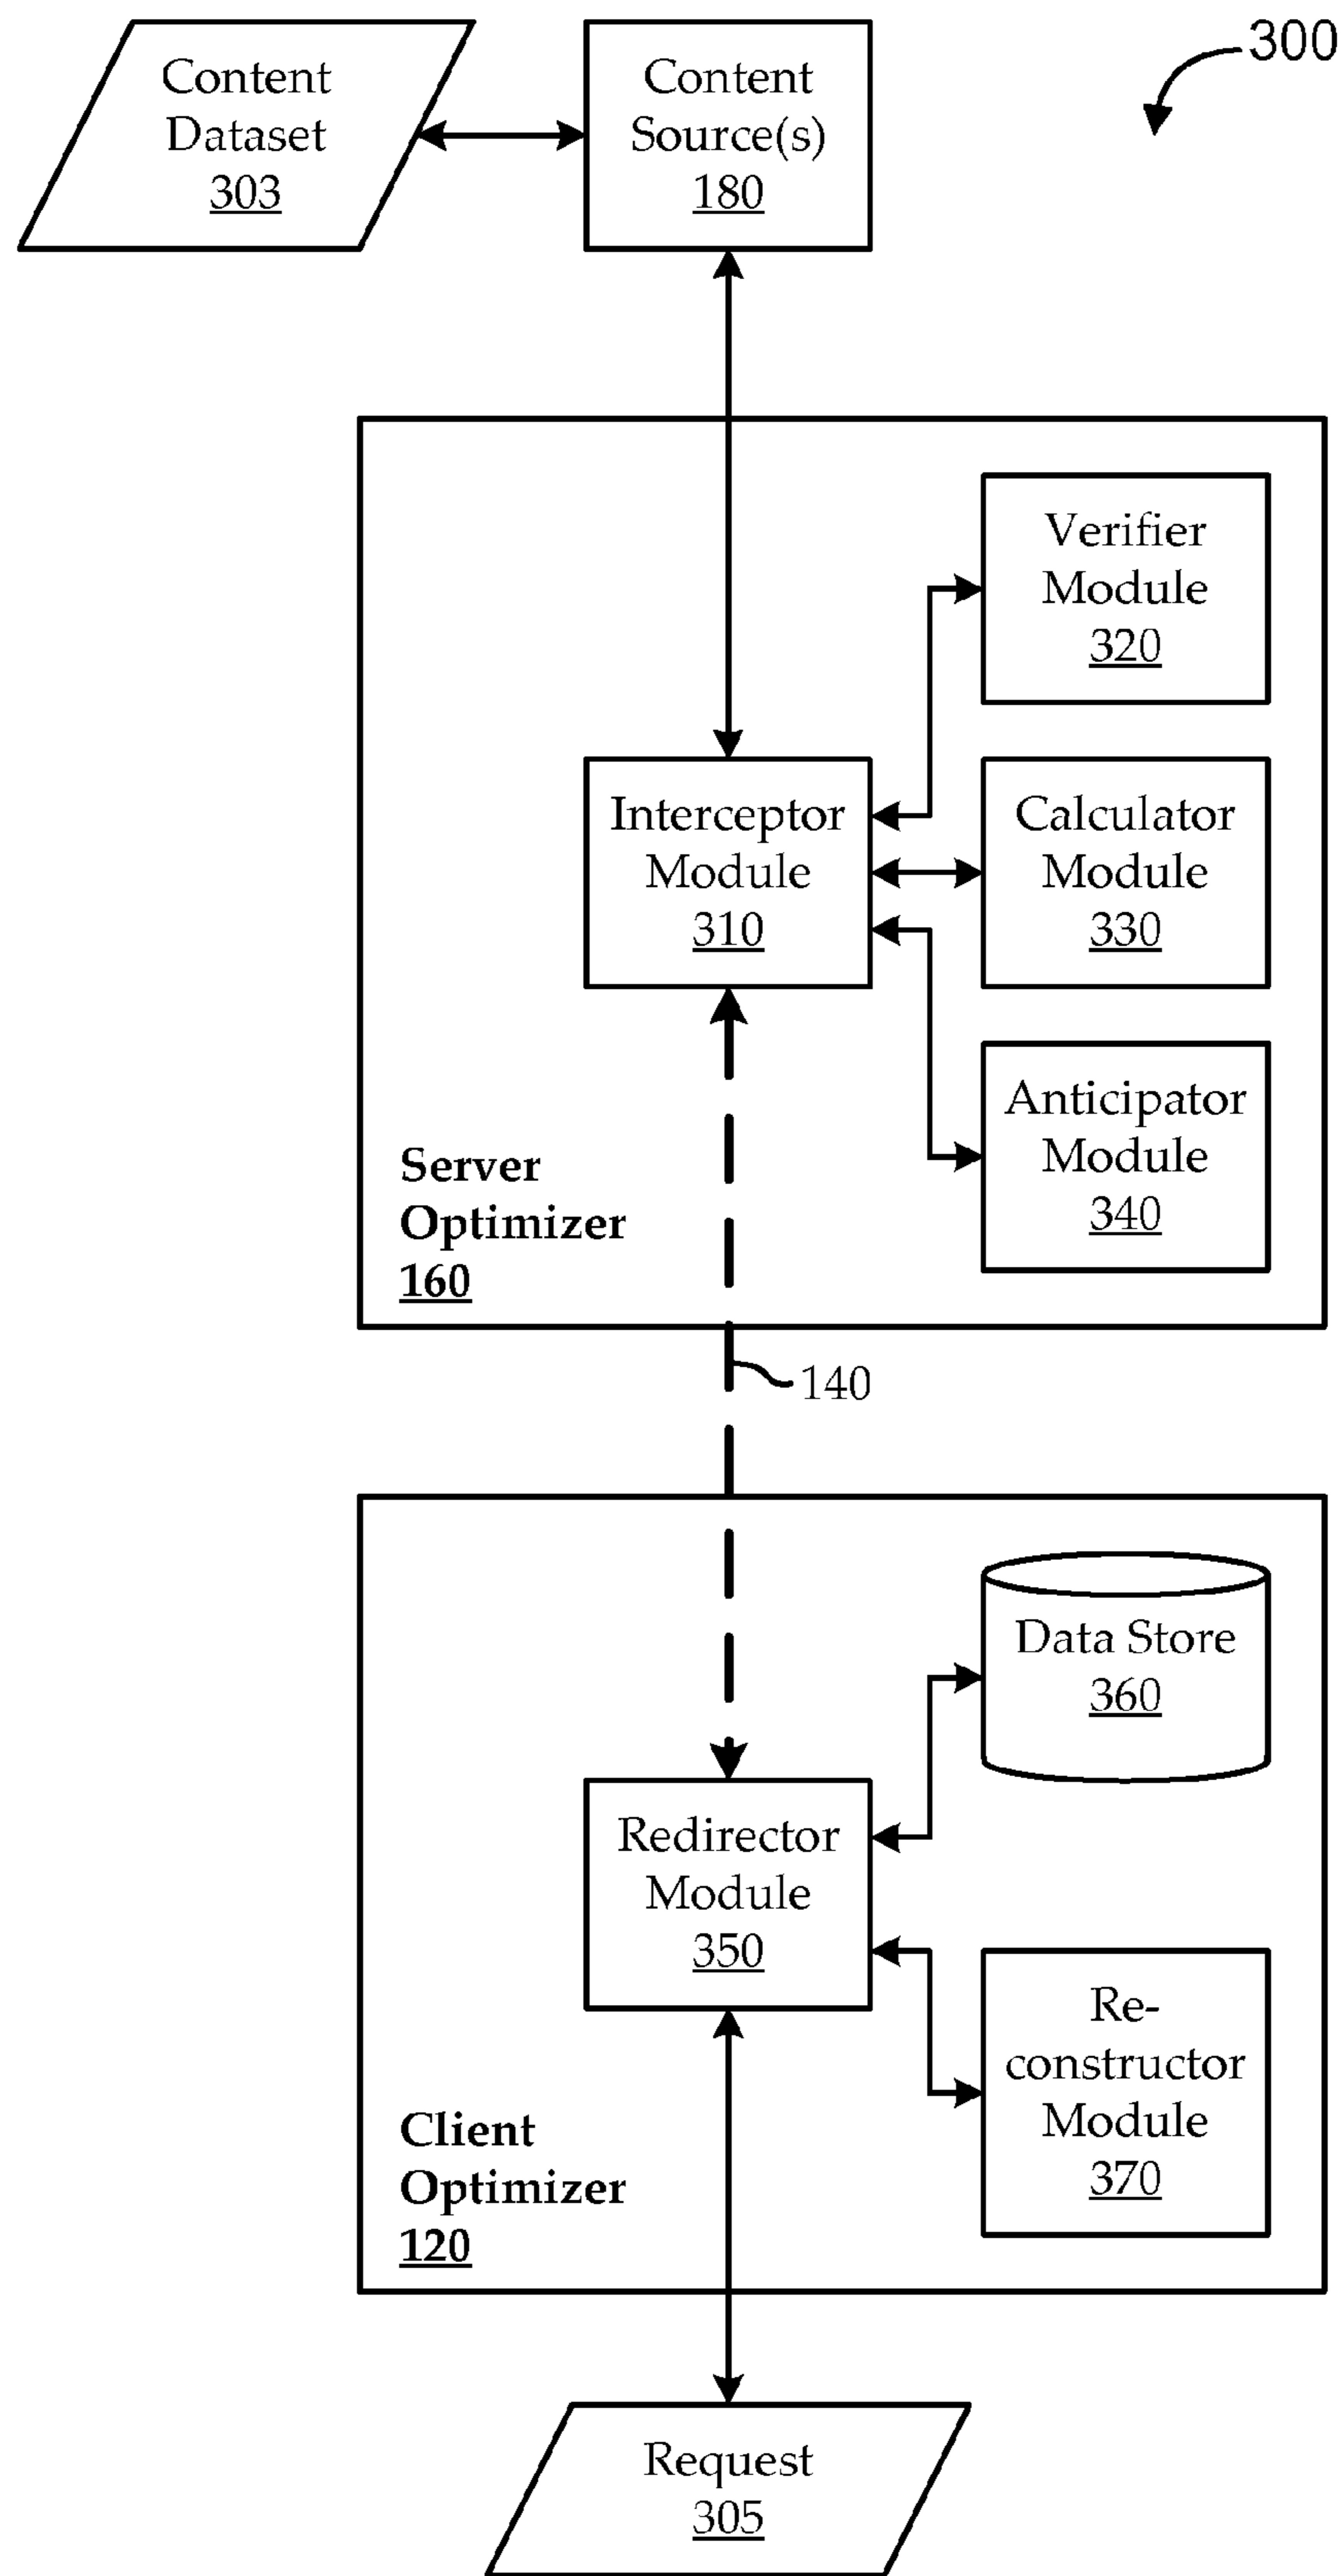 Content
Dataset
303
Content
Source(s)
180
300
Verifier
Module
320
Interceptor
Module
310
Calculator
Module
330
Anticipator
Module
340
Server
Optimizer
160
140
Data Store
360
Redirector
Module
350
Re-
constructor
Module
370
Client
Optimizer
120
Request
305